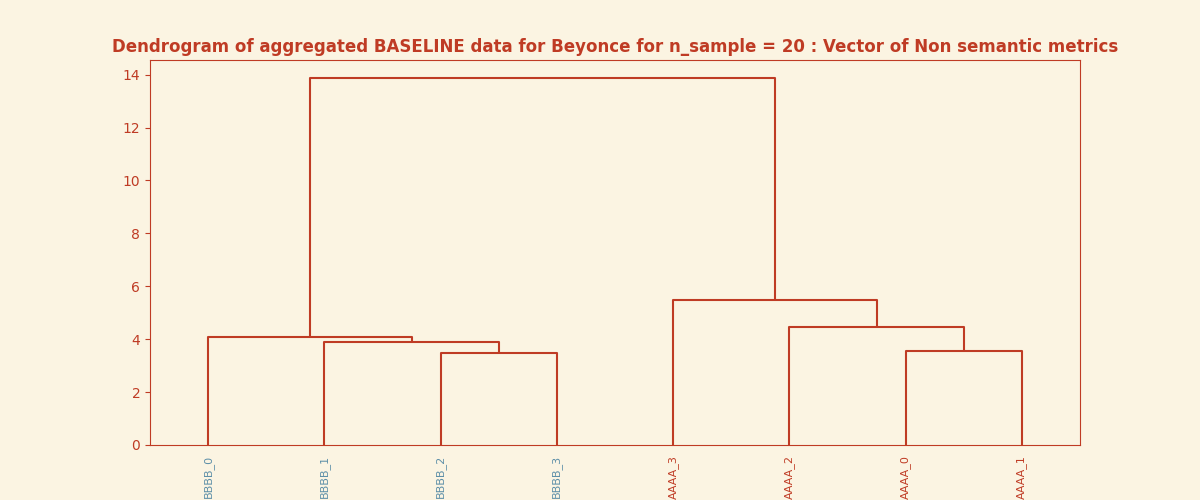 Dendrogram of aggregated BASELINE data for Beyonce for n_sample = 20 : Vector of Non semantic metrics
14
12
10
8
6
4
2
0
BBBB_0
BBBB_1
BBBB_2
BBBB_3
AAAA_3
AAAA_2
AAAA_0
AAAA_1